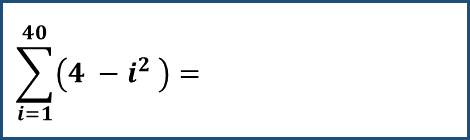 40
∑(4 − i² ) =
i=1